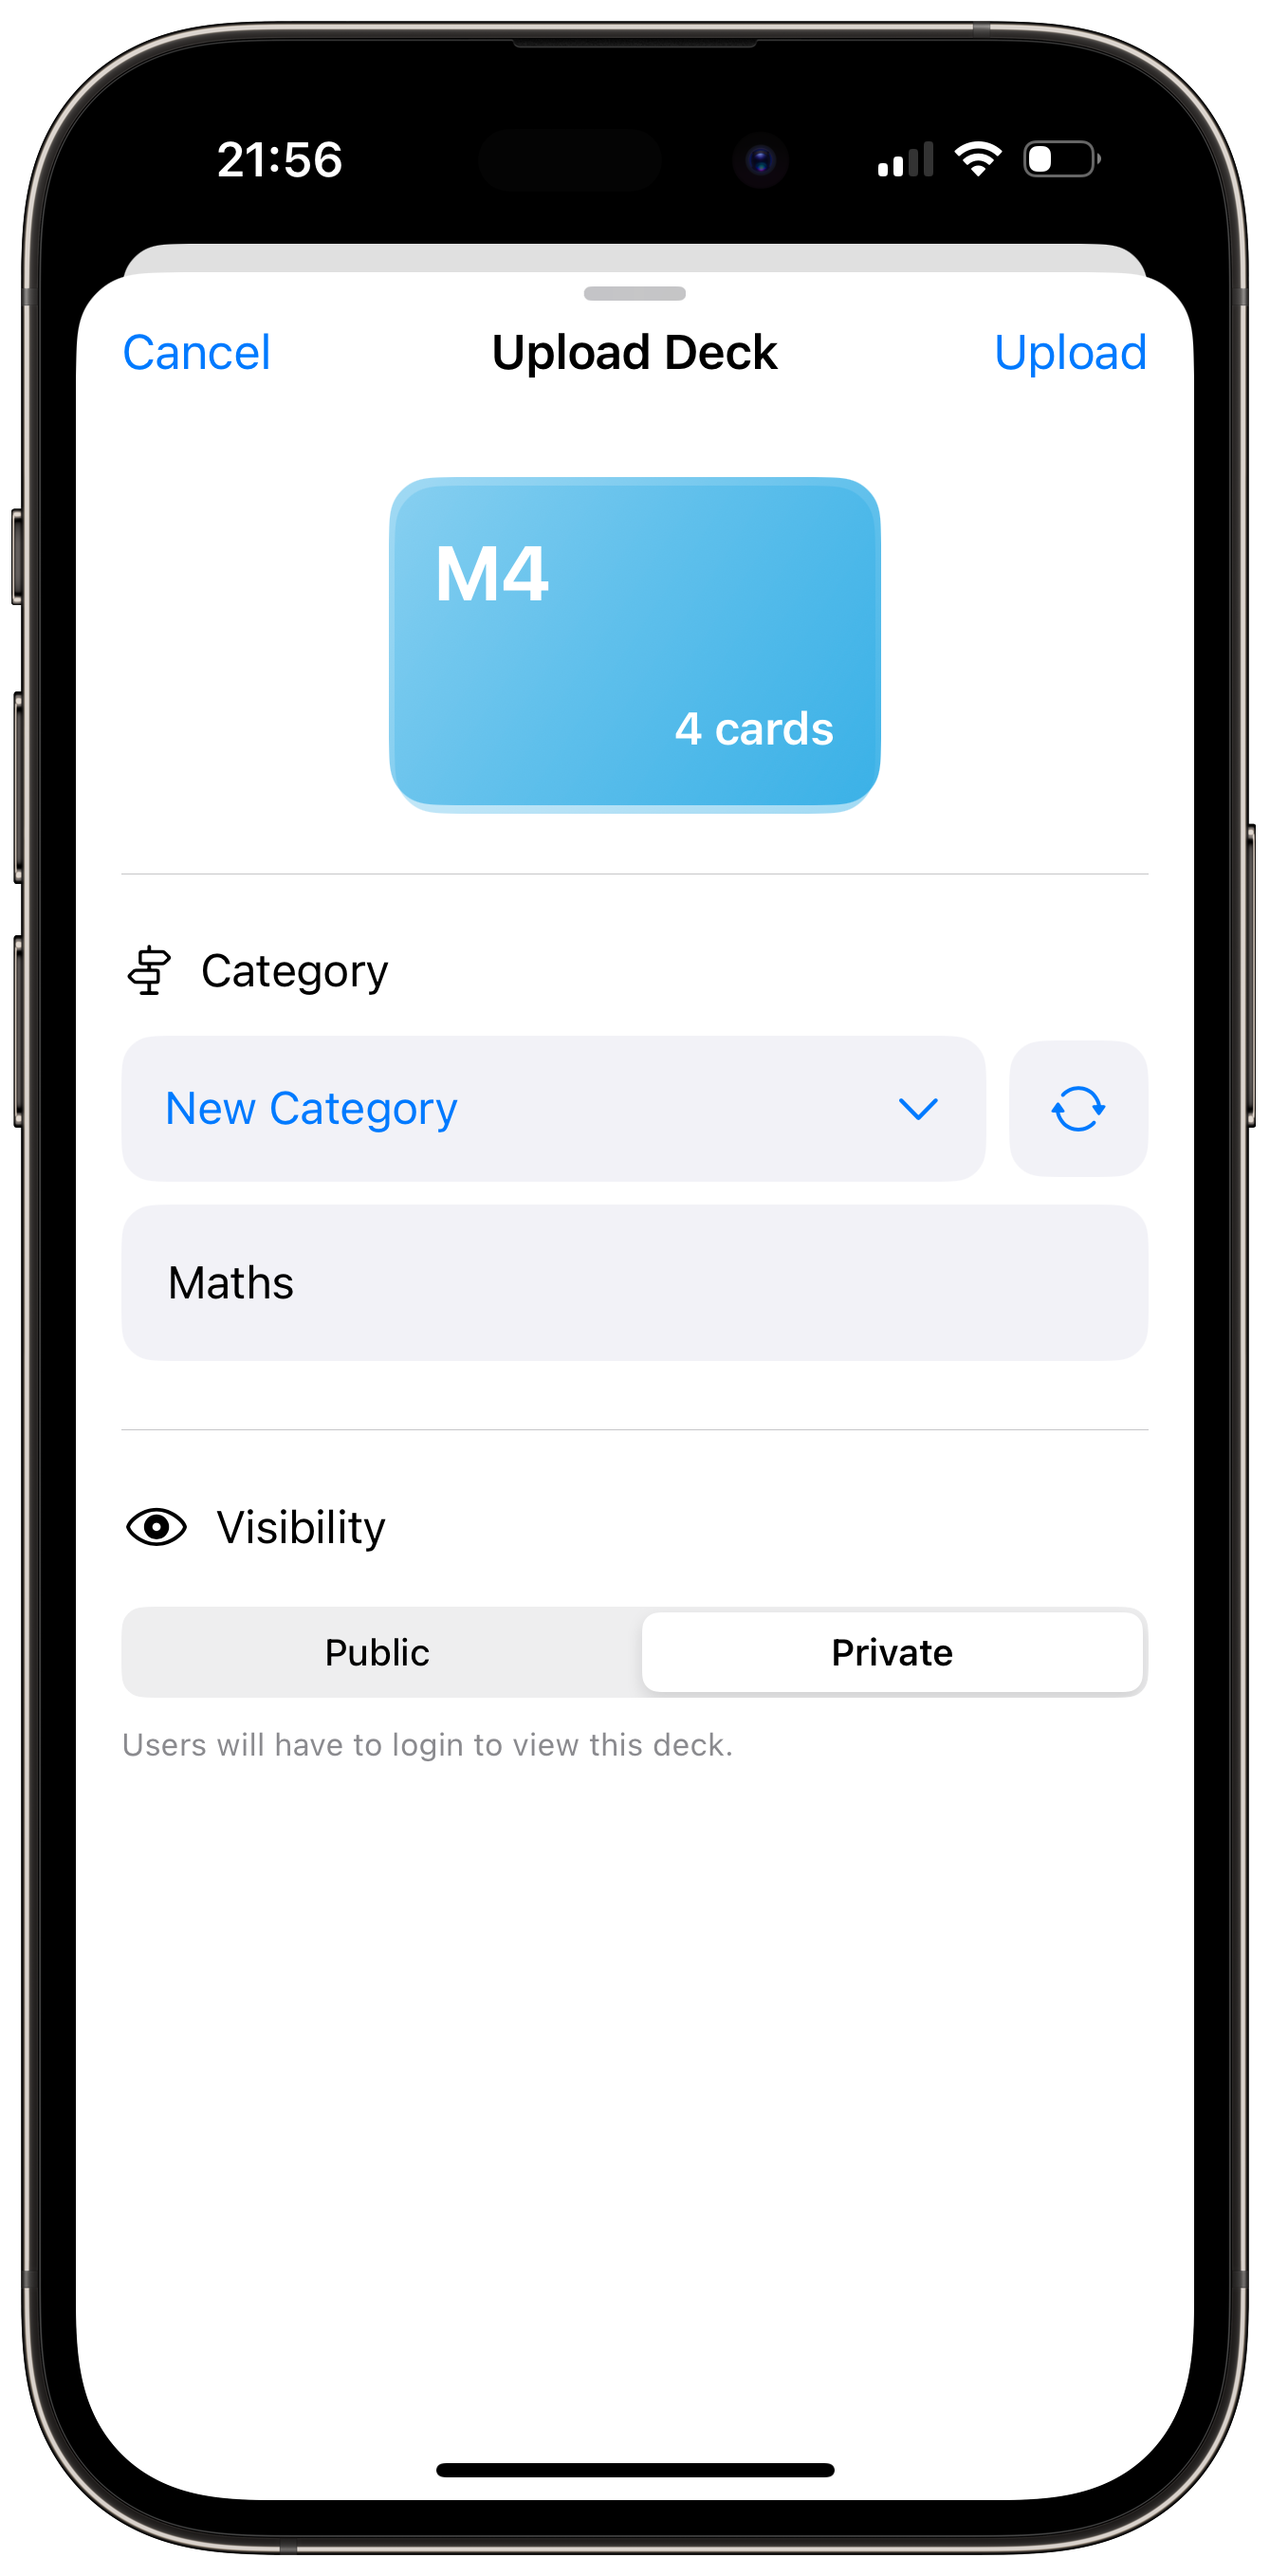 21:56
Cancel Upload Deck Upload
M4
4 cards
Category
New Category
Maths
Visibility
Public Private
Users will have to login to view this deck.